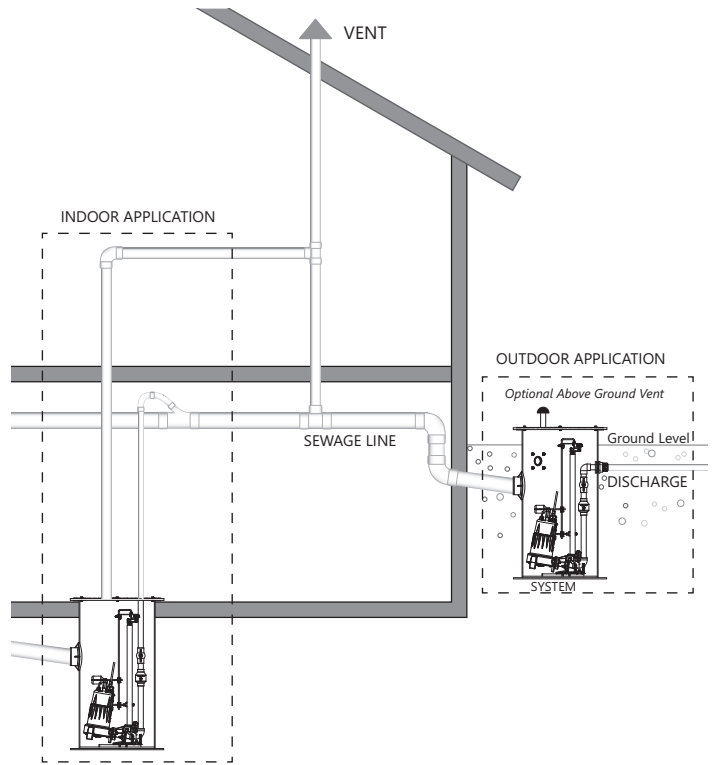 VENT
INDOOR APPLICATION
OUTDOOR APPLICATION
Optional Above Ground Vent
SEWAGE LINE
Ground Level
DISCHARGE
SYSTEM